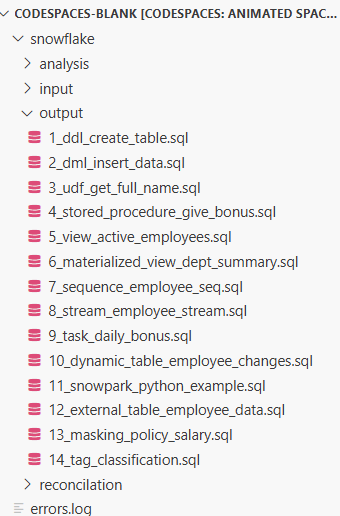 CODESPACES-BLANK [CODESPACES: ANIMATED SPAC...
snowflake
analysis
input
output
1_ddl_create_table.sql
2_dml_insert_data.sql
3_udf_get_full_name.sql
4_stored_procedure_give_bonus.sql
5_view_active_employees.sql
6_materialized_view_dept_summary.sql
7_sequence_employee_seq.sql
8_stream_employee_stream.sql
9_task_daily_bonus.sql
10_dynamic_table_employee_changes.sql
11_snowpark_python_example.sql
12_external_table_employee_data.sql
13_masking_policy_salary.sql
14_tag_classification.sql
reconcilation
errors.log